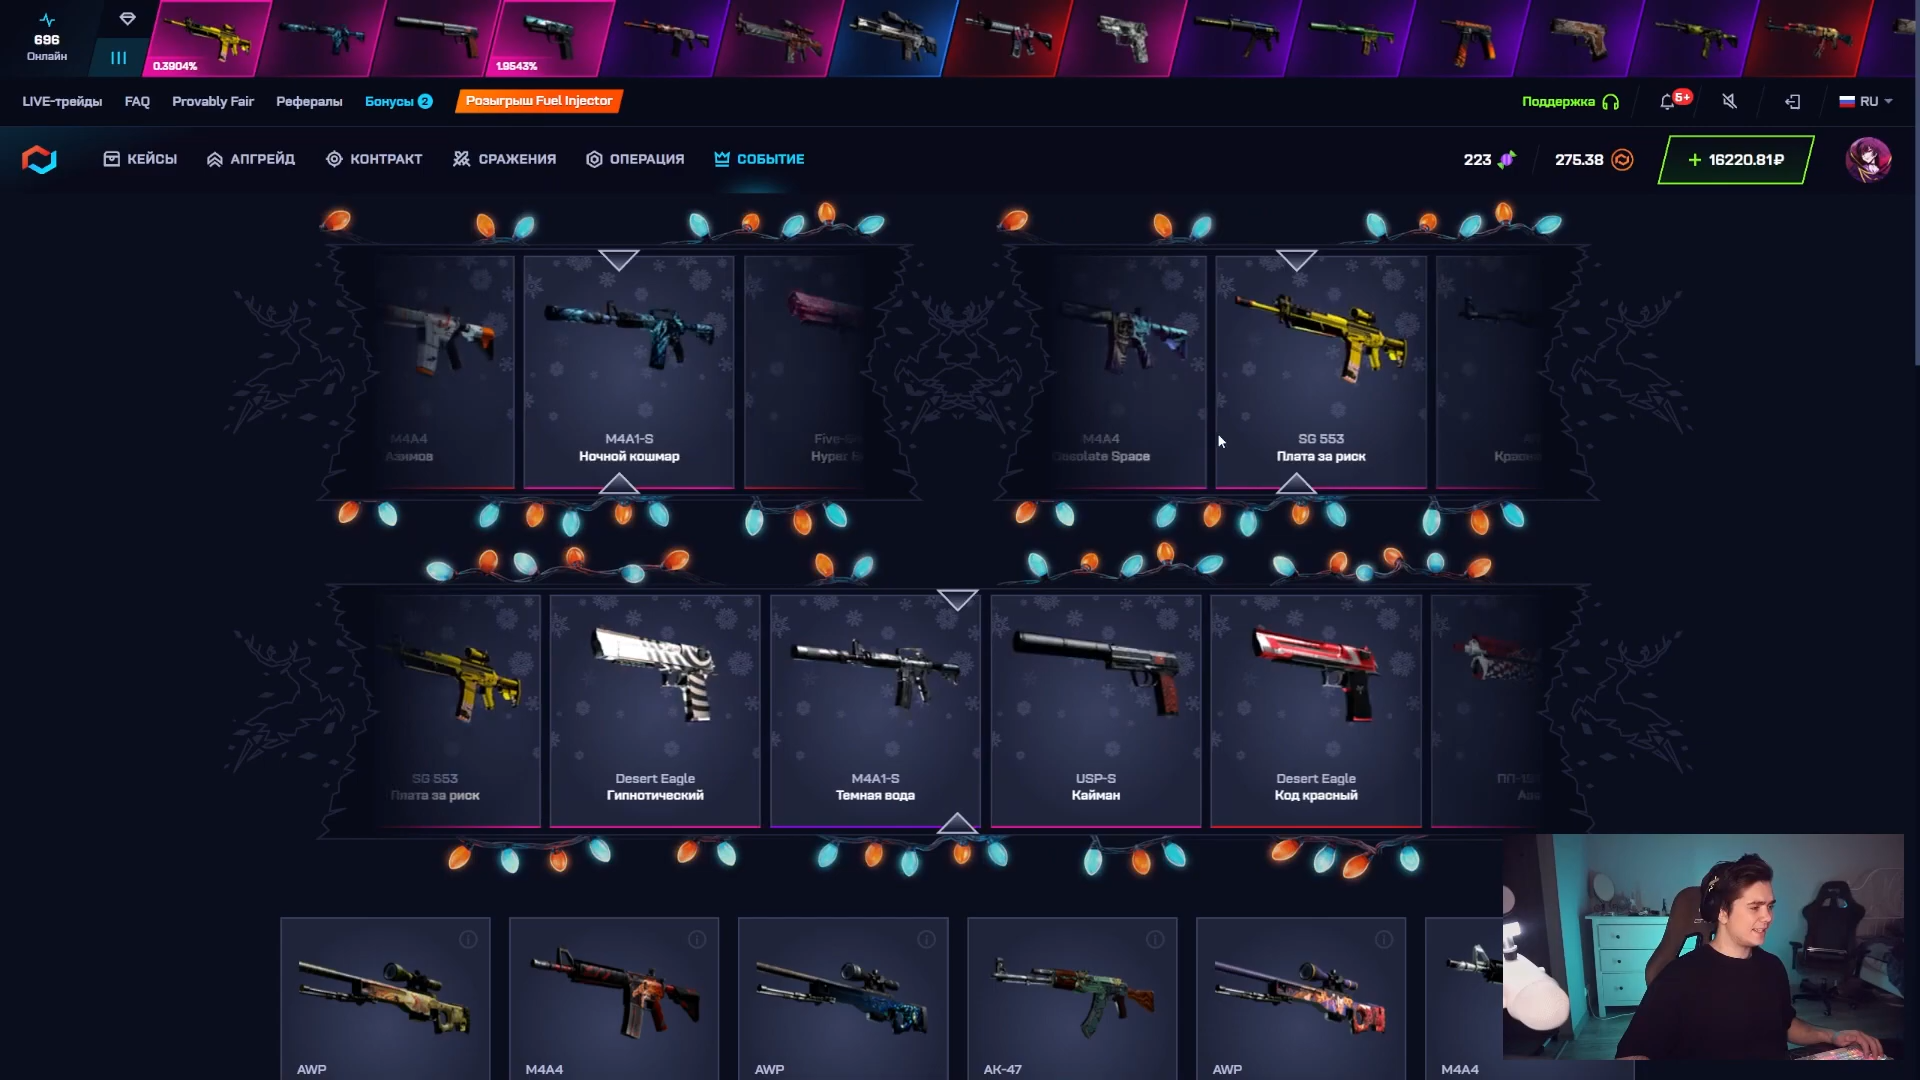 696
Онлайн
0.3904%
1.9543%
LIVE-трейды
FAQ
Provably Fair
Рефералы
Бонусы 2
Розыгрыш Fuel Injector
Поддержка
5+
RU
КЕЙСЫ
АПГРЕЙД
КОНТРАКТ
СРАЖЕНИЯ
ОПЕРАЦИЯ
СОБЫТИЕ
223
275.38
+ 16220.81₽
M4A4
Азимов
M4A1-S
Ночной кошмар
Hyper
M4A4
Space
SG 553
Плата за риск
SG 553
Плата за риск
Desert Eagle
Гипнотический
M4A1-S
Темная вода
USP-S
Кайман
Desert Eagle
Код красный
AWP
M4A4
AWP
AK-47
AWP
M4A4